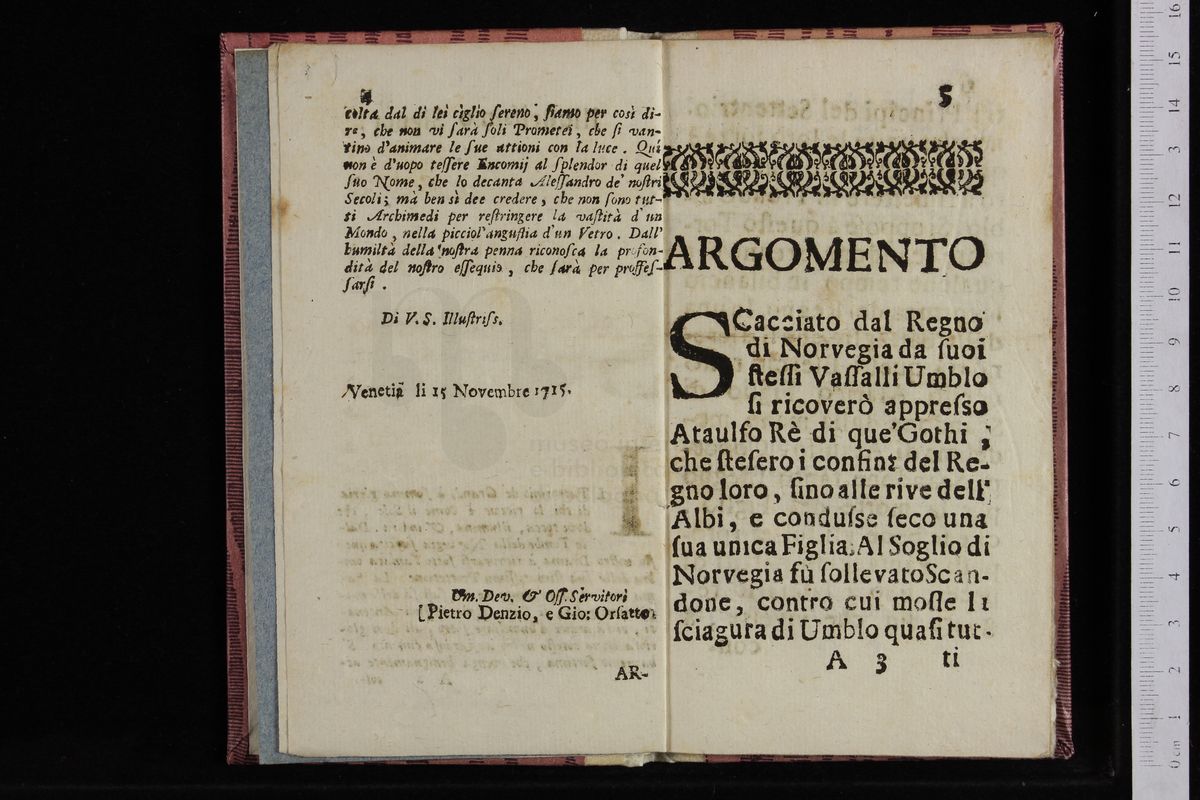 4
colta dal di lei ciglio sereno, siamo per così di-
re, che non vi sarà soli Prometei, che si van-
tino d'animare le sue attioni con la luce. Qui
non è d'uopo tessere Encomij al splendor di quel
suo Nome, che lo decanta Alessandro de' nostri
Secoli; mà ben sì dee credere, che non sono tut-
ti Archimedi per restringere la vastità d'un
Mondo, nella picciol'angustia d'un Vetro. Dall'
humiltà della nostra penna riconosca la profon-
dità del nostro essequio, che sarà per proffes-
sarsi.
Di V. S. Illustriss.
Venetia li 15 Novembre 1715.
Um. Dev. & Oss. Servitori
[Pietro Denzio, e Gio: Orsatto.
AR-
5
ARGOMENTO
SCacciato dal Regno
di Norvegia da suoi
stessi Vassalli Umblo
si ricoverò appresso
Ataulfo Rè di que' Gothi ;
che stesero i confini del Re-
gno loro, sino alle rive dell'
Albi, e condusse seco una
sua unica Figlia. Al Soglio di
Norvegia fù sollevato Scan-
done, contro cui mosse la
sciagura di Umblo quasi tut-
A 3 ti